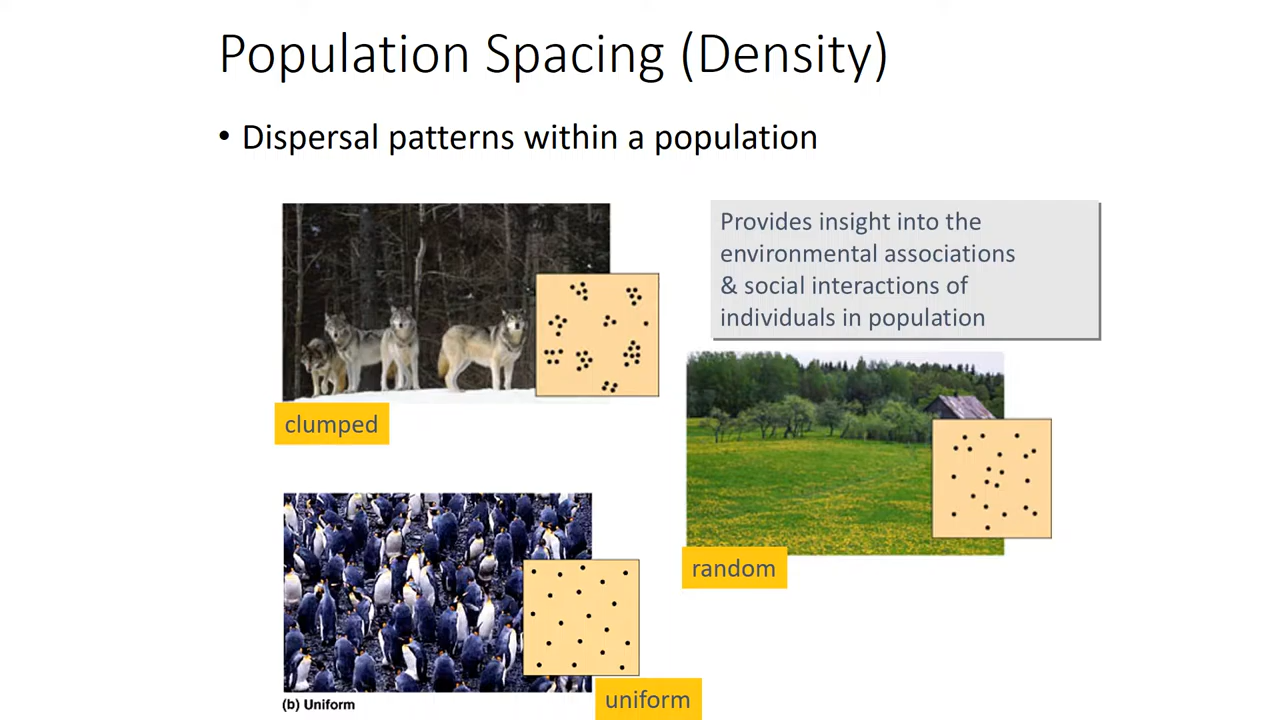 Population Spacing (Density)
• Dispersal patterns within a population
Provides insight into the
environmental associations
& social interactions of
individuals in population
clumped
random
uniform
(b) Uniform